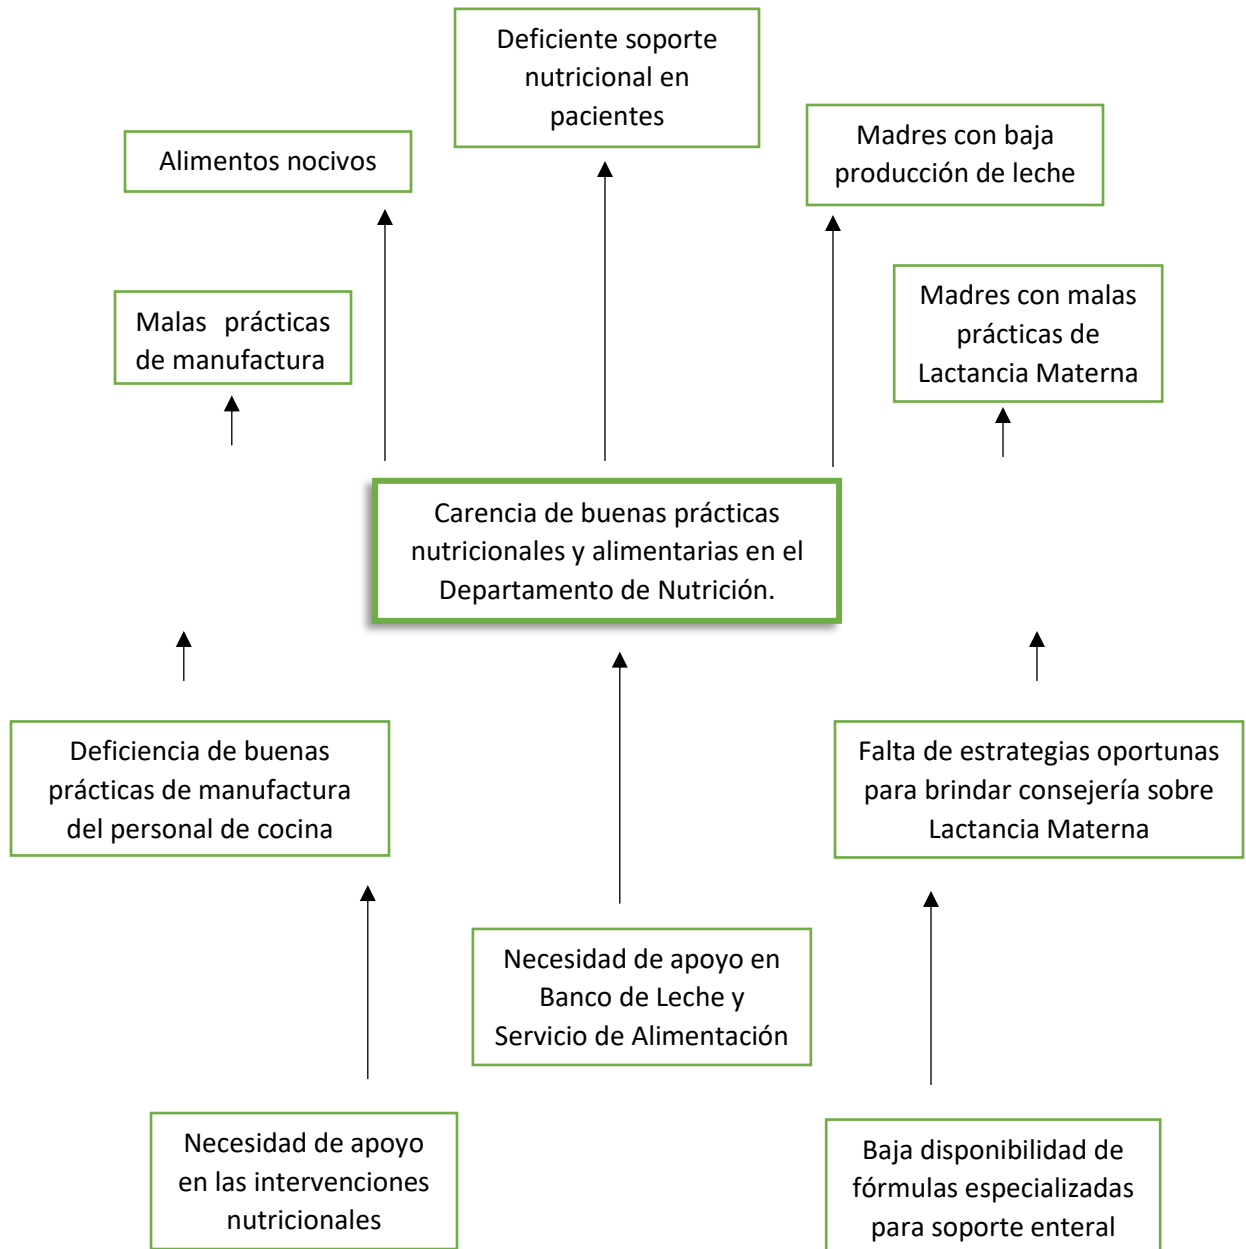 Deficiente soporte
nutricional en
pacientes
Alimentos nocivos
Madres con baja
producción de leche
Malas prácticas
de manufactura
Madres con malas
prácticas de
Lactancia Materna
Carencia de buenas prácticas
nutricionales y alimentarias en el
Departamento de Nutrición.
Deficiencia de buenas
prácticas de manufactura
del personal de cocina
Falta de estrategias oportunas
para brindar consejería sobre
Lactancia Materna
Necesidad de apoyo en
Banco de Leche y
Servicio de Alimentación
Necesidad de apoyo
en las intervenciones
nutricionales
Baja disponibilidad de
fórmulas especializadas
para soporte enteral